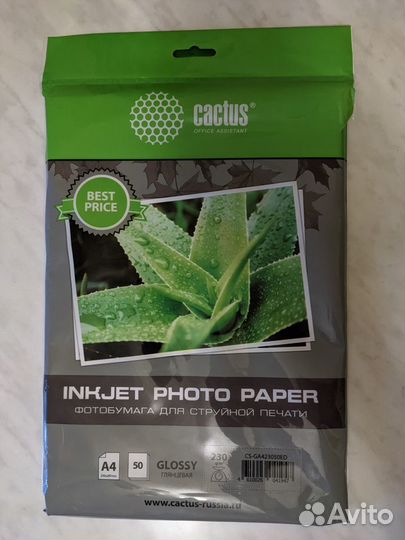 cactus®
OFFICE ASSISTANT
BEST
PRICE
INKJET PHOTO PAPER
ФОТОБУМАГА ДЛЯ СТРУЙНОЙ ПЕЧАТИ
A4
50
GLOSSY
ГЛЯНЦЕВАЯ
230
CS-GA423050ED
www.cactus-russia.ru
Avito